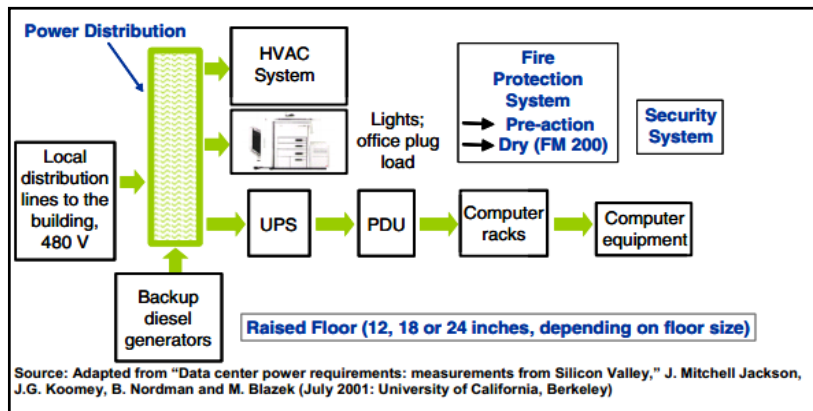 Power Distribution
HVAC
System
Lights;
office plug
load
Fire
Protection
System
Pre-action
Dry (FM 200)
Security
System
Local
distribution
lines to the
building,
480 V
UPS
PDU
Computer
racks
Computer
equipment
Backup
diesel
generators
Raised Floor (12, 18 or 24 inches, depending on floor size)
Source: Adapted from “Data center power requirements: measurements from Silicon Valley,” J. Mitchell Jackson,
J.G. Koomey, B. Nordman and M. Blazek (July 2001: University of California, Berkeley)